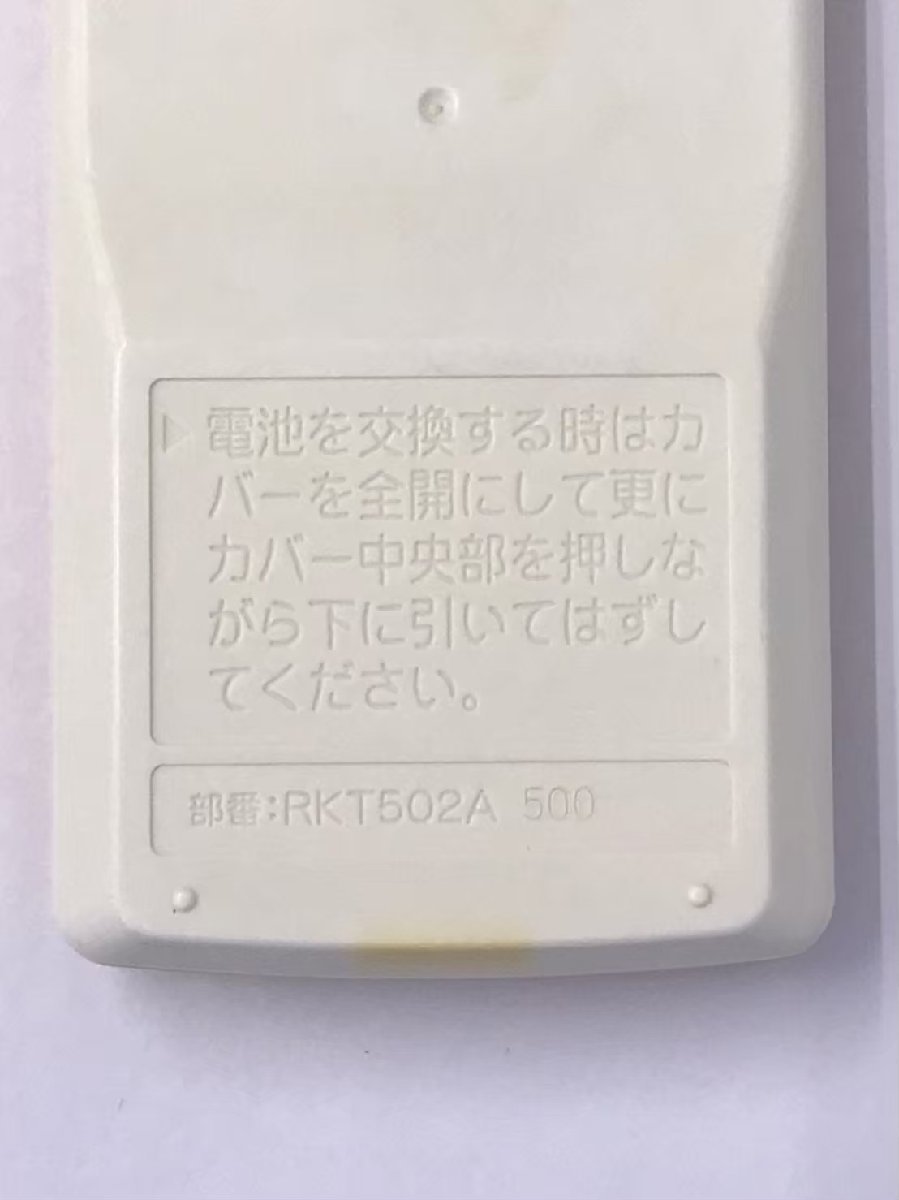 ▷電池を交換する時はカ
バーを全開にして更に
カバー中央部を押しな
がら下に引いてはずし
てください。
部番:RKT502A 500